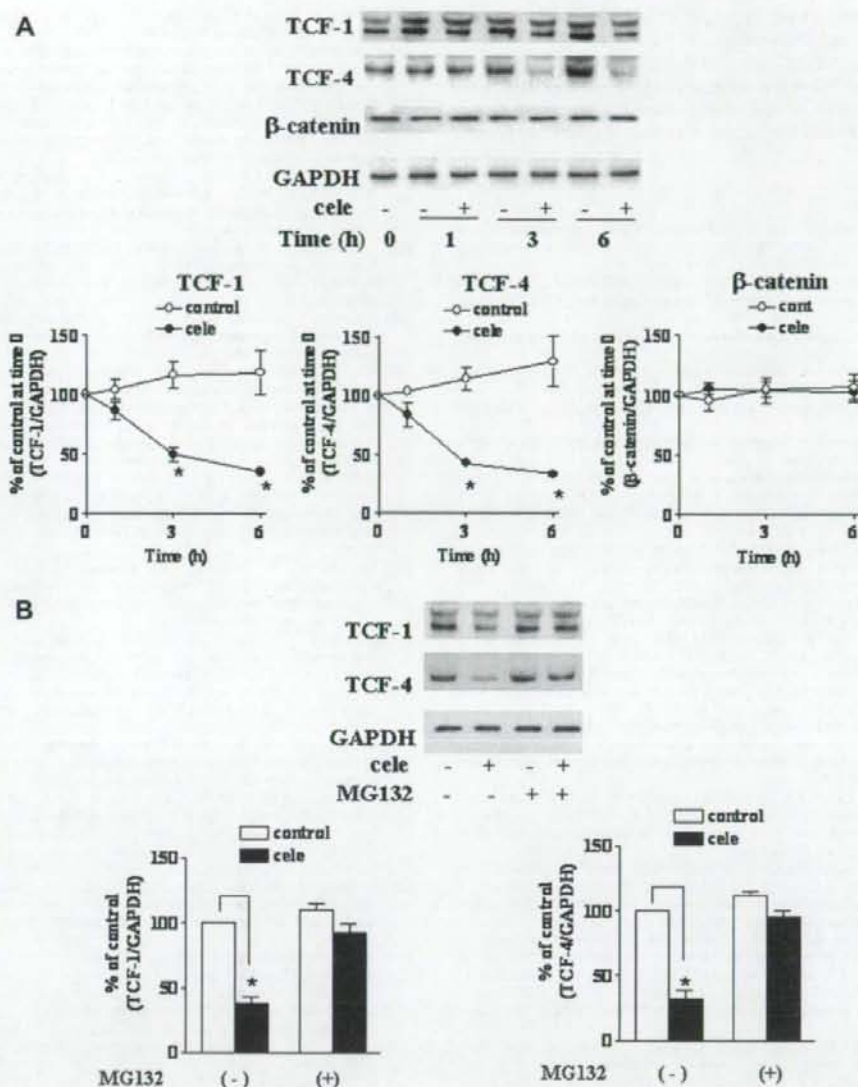 A
TCF-1
TCF-4
β-catenin
GAPDH
cele - - + - + - +
Time (h) 0 1 3 6
TCF-1
control
cele
% of control at time 0
(TCF-1/GAPDH)
150
100
50
0
*
*
0 3 6
Time (h)
TCF-4
control
cele
% of control at time 0
(TCF-4/GAPDH)
150
100
50
0
*
*
0 3 6
Time (h)
β-catenin
cont
cele
% of control at time 0
(β-catenin/GAPDH)
150
100
50
0
0 3 6
Time (h)
B
TCF-1
TCF-4
GAPDH
cele - + - +
MG132 - - + +
control
cele
% of control
(TCF-1/GAPDH)
150
100
50
0
*
MG132 (-) (+)
control
cele
% of control
(TCF-4/GAPDH)
150
100
50
0
*
MG132 (-) (+)